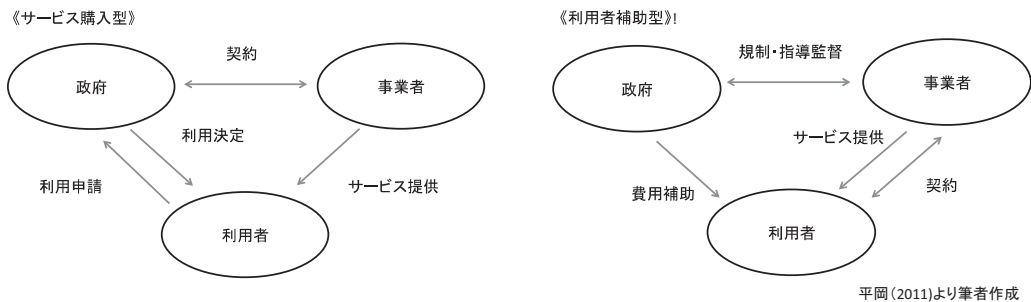 《サービス購入型》
契約
政府
事業者
利用決定
利用申請
サービス提供
利用者
《利用者補助型》!
規制・指導監督
政府
事業者
サービス提供
費用補助
契約
利用者
平岡(2011)より筆者作成